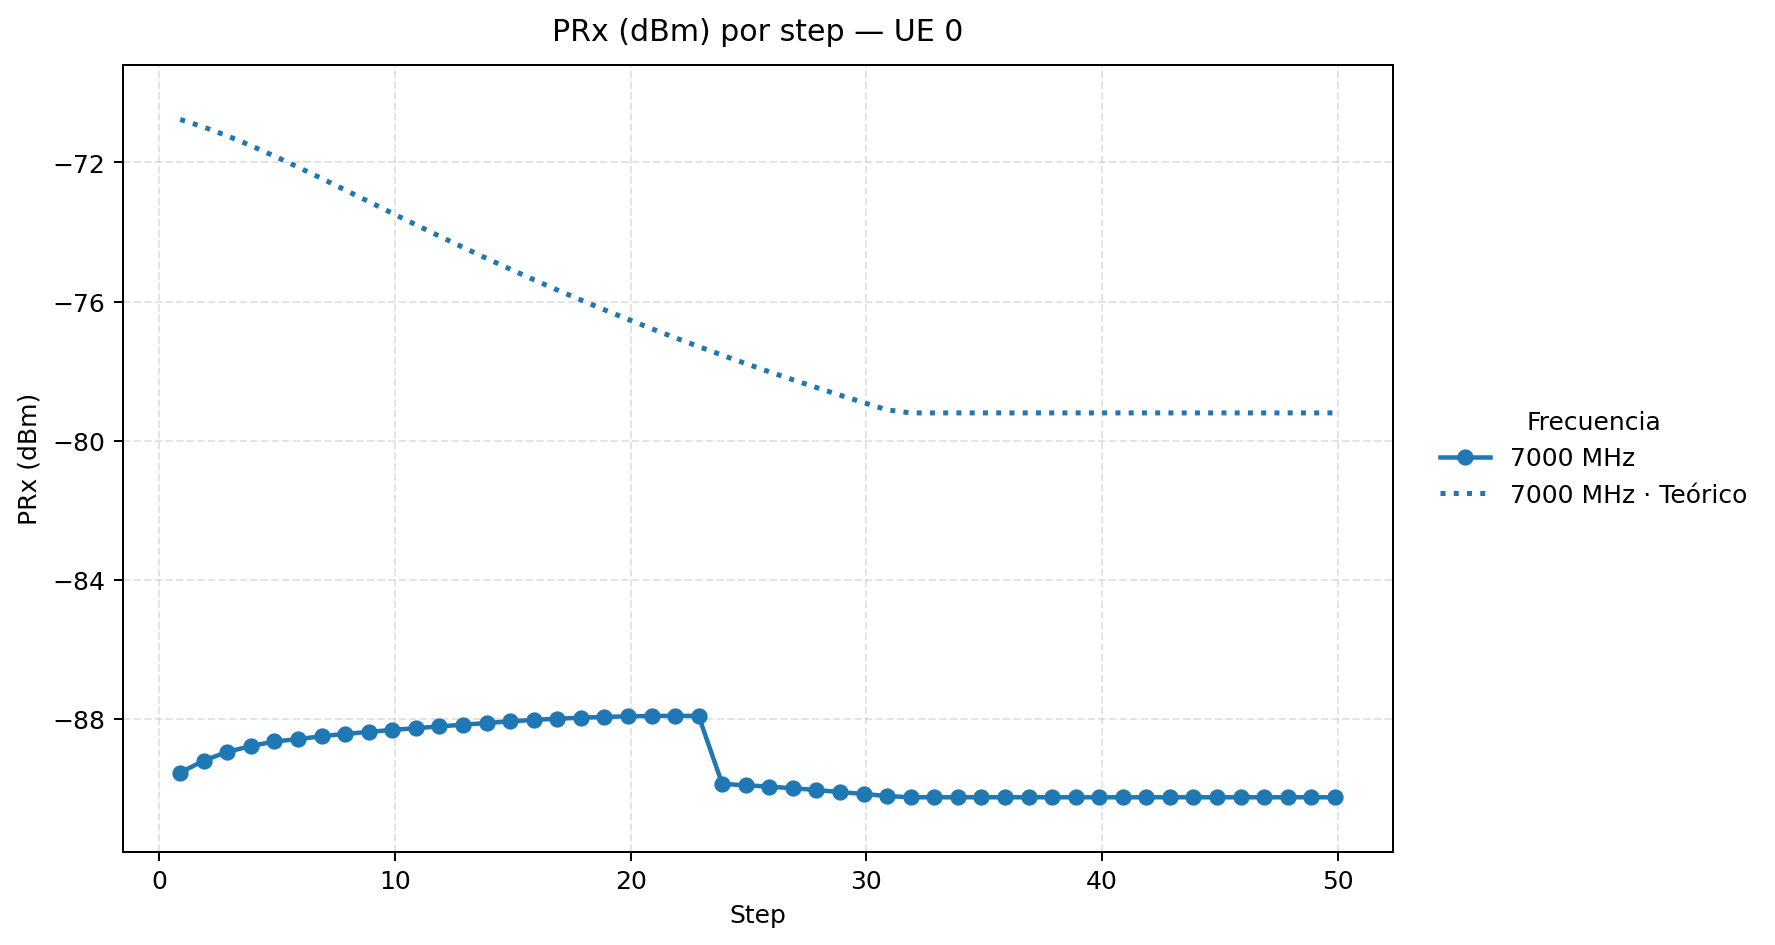 PRx (dBm) por step — UE 0
PRx (dBm)
−72
−76
−80
−84
−88
0 10 20 30 40 50
Step
Frecuencia
7000 MHz
7000 MHz · Teórico